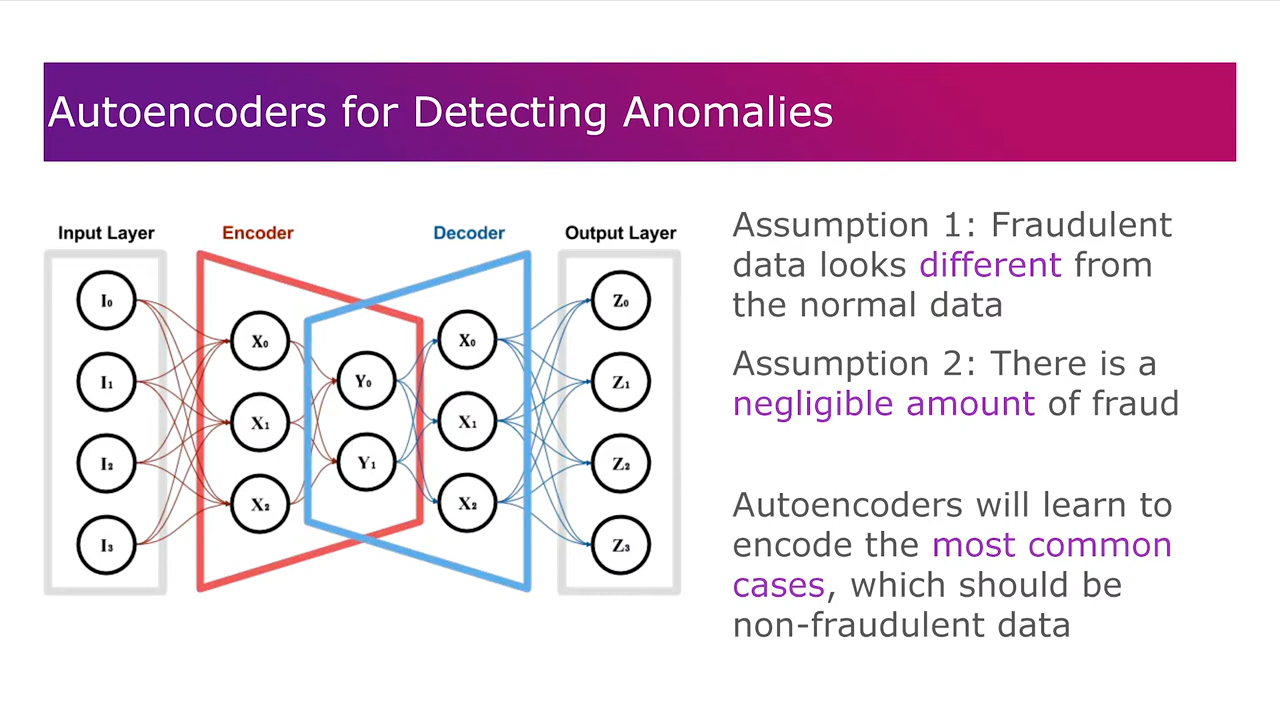 Autoencoders for Detecting Anomalies
Input Layer
Encoder
Decoder
Output Layer
I₀
I₁
I₂
I₃
X₀
X₁
X₂
Y₀
Y₁
X₀
X₁
X₂
Z₀
Z₁
Z₂
Z₃
Assumption 1: Fraudulent
data looks different from
the normal data
Assumption 2: There is a
negligible amount of fraud
Autoencoders will learn to
encode the most common
cases, which should be
non-fraudulent data